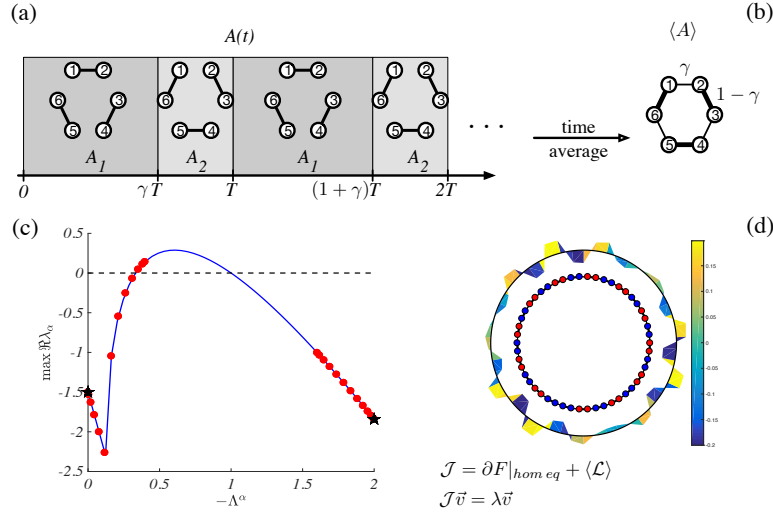 (a)
A(t)
(b)
⟨A⟩
1 2 1 2 1 2 1 2
6 3 6 3 6 3 6 3
5 4 5 4 5 4 5 4
A1 A2 A1 A2
0 γT T (1 + γ)T 2T
. . .
time
average
γ
1 − γ
1 2
6 3
5 4
(c)
0.5
0
-0.5
-1
-1.5
-2
-2.5
max ℜλα
0 0.5 1 1.5 2
−Λα
(d)
0.15
0.1
0.05
0
-0.05
-0.1
-0.15
-0.2
𝒥 = ∂F|hom eq + ⟨ℒ⟩
𝒥v⃗ = λv⃗